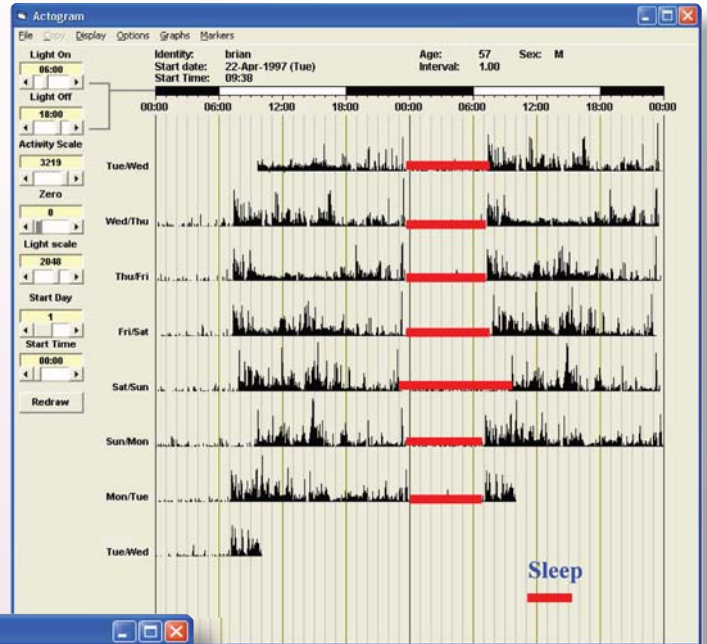 Actogram
File Copy Display Options Graphs Markers
Light On
06:00
Light Off
18:00
Activity Scale
3219
Zero
0
Light scale
2048
Start Day
1
Start Time
00:00
Redraw
Identity: brian Age: 57 Sex: M
Start date: 22-Apr-1997 (Tue) Interval: 1.00
Start Time: 09:38
00:00 06:00 12:00 18:00 00:00 06:00 12:00 18:00 00:00
Tue/Wed
Wed/Thu
Thu/Fri
Fri/Sat
Sat/Sun
Sun/Mon
Mon/Tue
Tue/Wed
Sleep